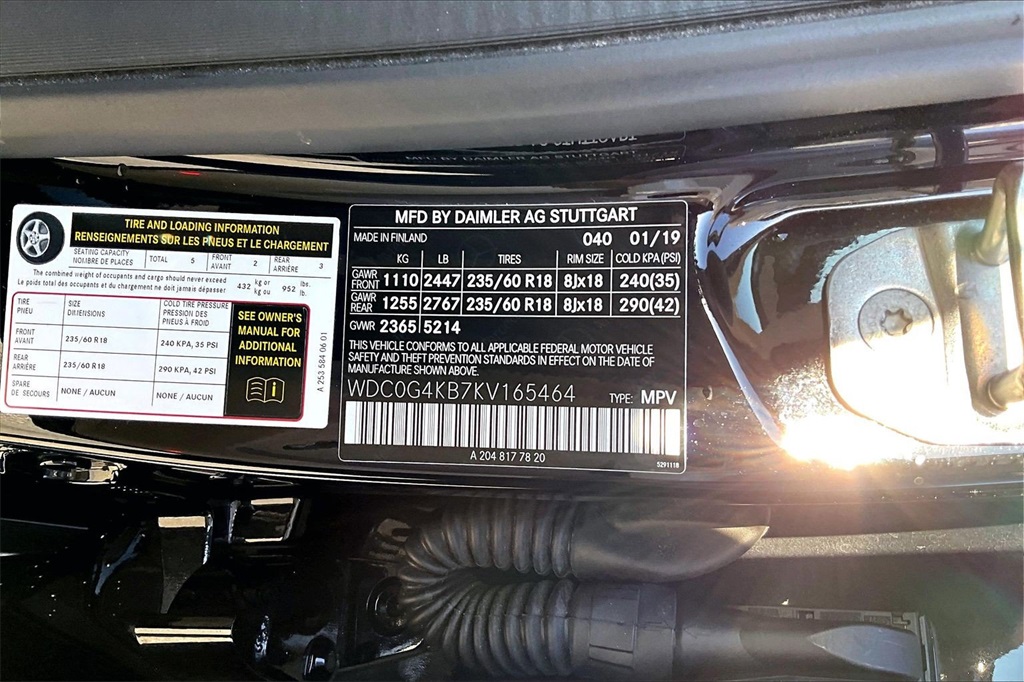 TIRE AND LOADING INFORMATION
RENSEIGNEMENTS SUR LES PNEUS ET LE CHARGEMENT
SEATING CAPACITY
NOMBRE DE PLACES
TOTAL 5
FRONT
AVANT 2
REAR
ARRIÈRE 3
The combined weight of occupants and cargo should never exceed
Le poids total des occupants et du chargement ne doit jamais dépasser
432 kg or
kg ou
952 lbs.
lb.
TIRE
PNEU
SIZE
DIMENSIONS
COLD TIRE PRESSURE
PRESSION DES
PNEUS À FROID
FRONT
AVANT
235/60 R18
240 KPA, 35 PSI
REAR
ARRIÈRE
235/60 R18
290 KPA, 42 PSI
SPARE
DE SECOURS
NONE / AUCUN
NONE / AUCUN
SEE OWNER'S
MANUAL FOR
ADDITIONAL
INFORMATION
A 253 584 06 01
MFD BY DAIMLER AG STUTTGART
MFD BY DAIMLER AG STUTTGART
MADE IN FINLAND 040 01/19
KG LB TIRES RIM SIZE COLD KPA(PSI)
GAWR
FRONT 1110 2447 235/60 R18 8Jx18 240(35)
GAWR
REAR 1255 2767 235/60 R18 8Jx18 290(42)
GVWR 2365 5214
THIS VEHICLE CONFORMS TO ALL APPLICABLE FEDERAL MOTOR VEHICLE
SAFETY AND THEFT PREVENTION STANDARDS IN EFFECT ON THE DATE OF
MANUFACTURE SHOWN ABOVE.
WDC0G4KB7KV165464 TYPE: MPV
A 204 817 78 20
5291118